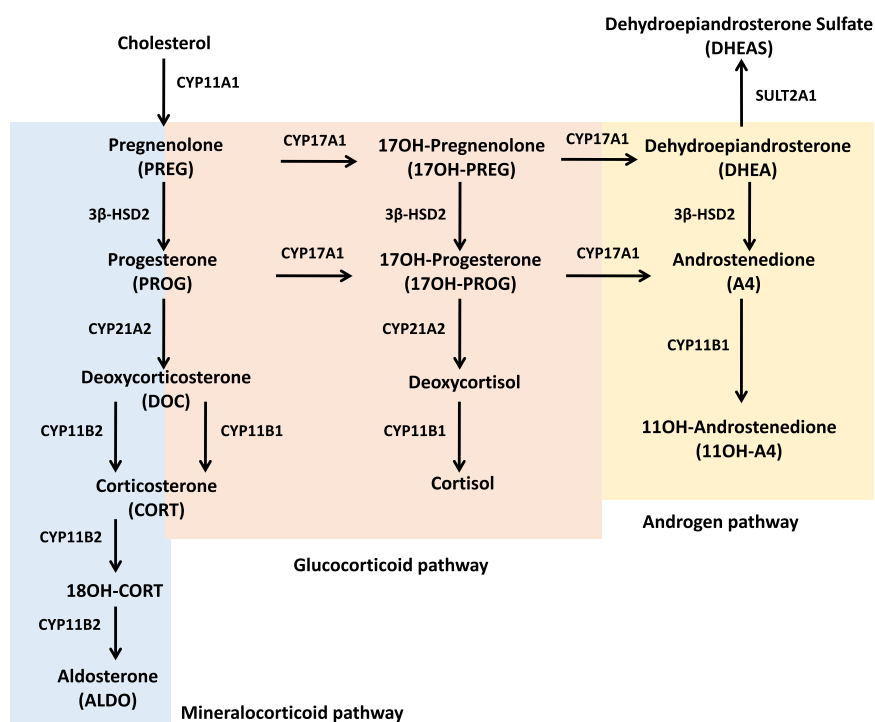 Dehydroepiandrosterone Sulfate
(DHEAS)
Cholesterol
CYP11A1
SULT2A1
Pregnenolone
(PREG)
CYP17A1
17OH-Pregnenolone
(17OH-PREG)
CYP17A1
Dehydroepiandrosterone
(DHEA)
3β-HSD2
3β-HSD2
3β-HSD2
Progesterone
(PROG)
CYP17A1
17OH-Progesterone
(17OH-PROG)
CYP17A1
Androstenedione
(A4)
CYP21A2
CYP21A2
CYP11B1
Deoxycorticosterone
(DOC)
Deoxycortisol
CYP11B2
CYP11B1
CYP11B1
11OH-Androstenedione
(11OH-A4)
Corticosterone
(CORT)
Cortisol
Androgen pathway
CYP11B2
Glucocorticoid pathway
18OH-CORT
CYP11B2
Aldosterone
(ALDO)
Mineralocorticoid pathway